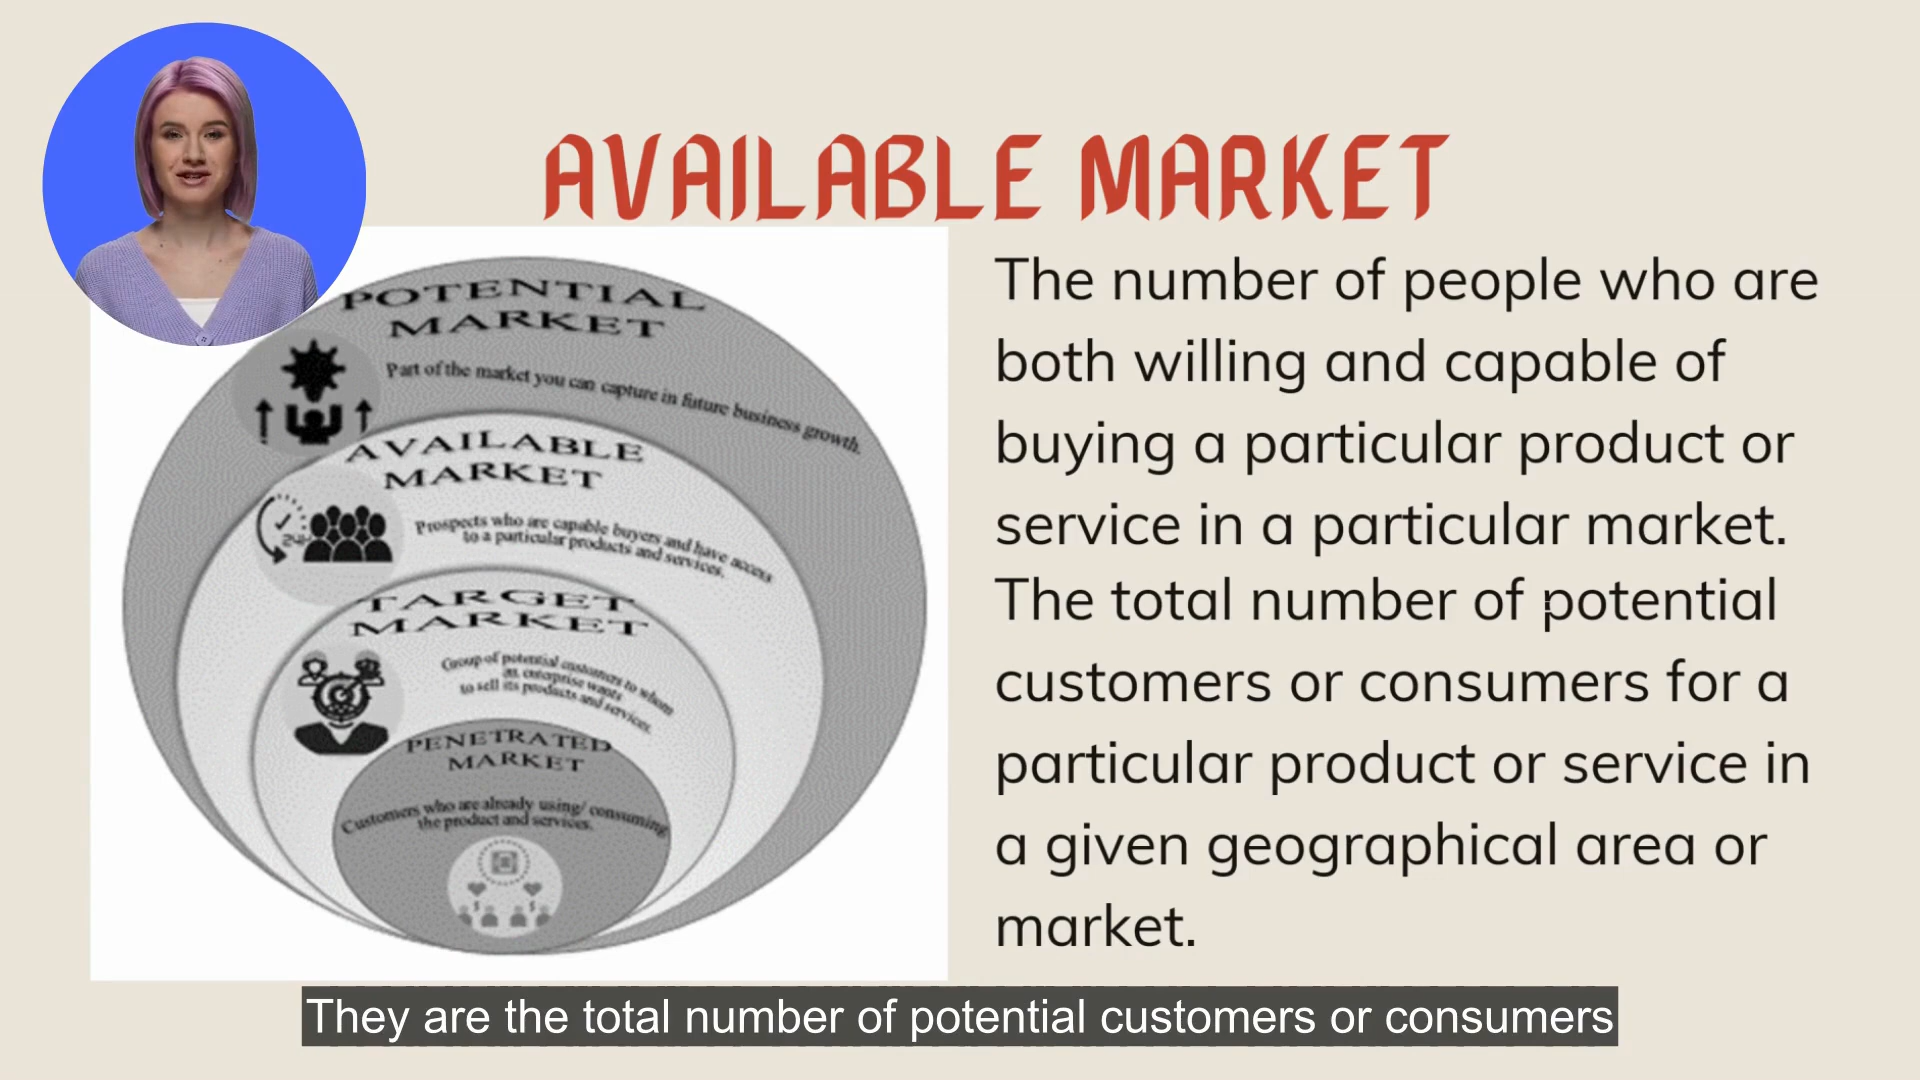 AVAILABLE MARKET
POTENTIAL
MARKET
Part of the market you can capture in future business growth.
AVAILABLE
MARKET
24H
Prospects who are capable buyers and have access
to a particular products and services.
TARGET
MARKET
Group of potential customers to whom
an enterprise wants
to sell its products and services.
PENETRATED
MARKET
Customers who are already using/ consuming
the product and services.
The number of people who are
both willing and capable of
buying a particular product or
service in a particular market.
The total number of potential
customers or consumers for a
particular product or service in
a given geographical area or
market.
They are the total number of potential customers or consumers